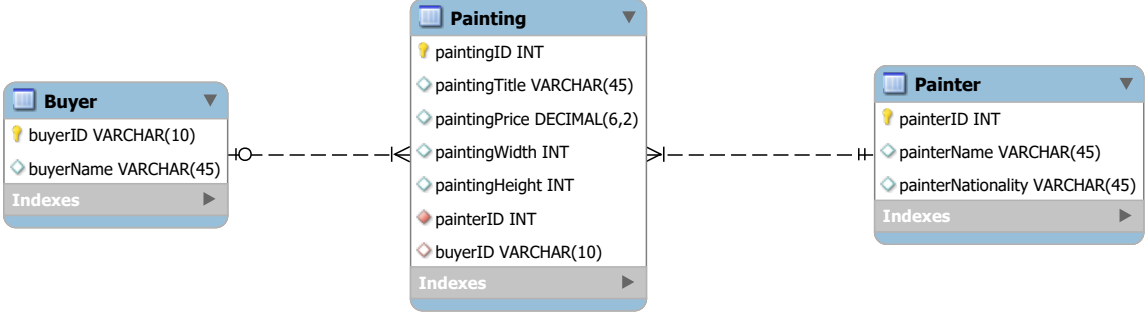 Buyer
buyerID VARCHAR(10)
buyerName VARCHAR(45)
Indexes
Painting
paintingID INT
paintingTitle VARCHAR(45)
paintingPrice DECIMAL(6,2)
paintingWidth INT
paintingHeight INT
painterID INT
buyerID VARCHAR(10)
Indexes
Painter
painterID INT
painterName VARCHAR(45)
painterNationality VARCHAR(45)
Indexes